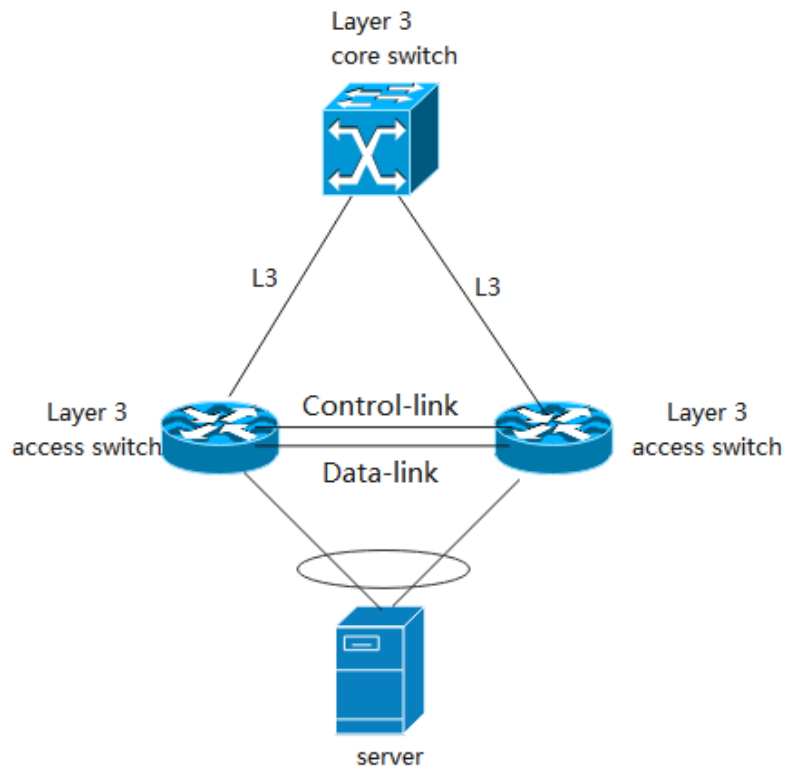 Layer 3
core switch
L3
L3
Control-link
Layer 3
access switch
Layer 3
access switch
Data-link
server